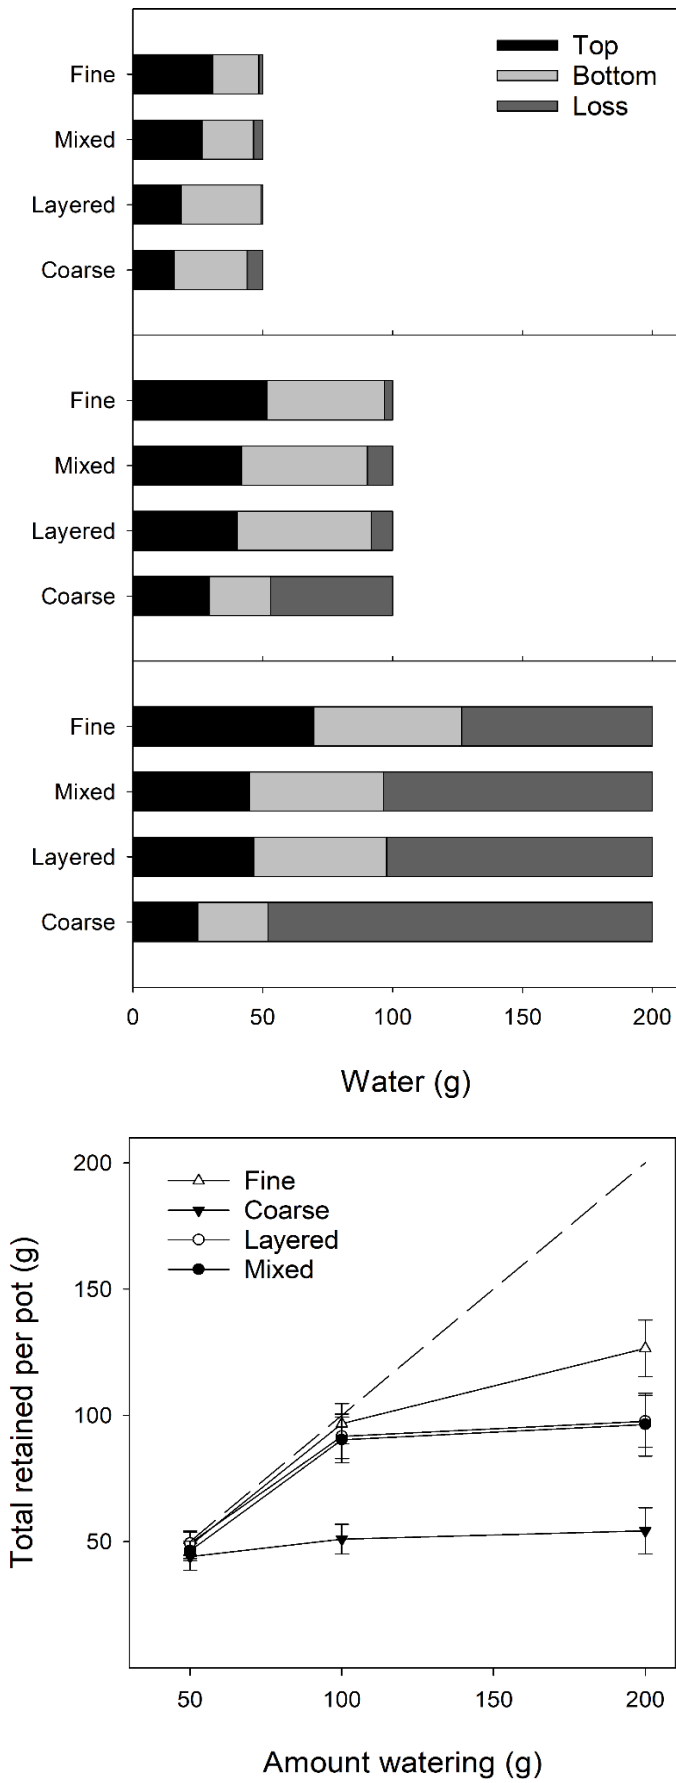 Top
Bottom
Loss
Fine
Mixed
Layered
Coarse
Fine
Mixed
Layered
Coarse
Fine
Mixed
Layered
Coarse
0 50 100 150 200
Water (g)
Total retained per pot (g)
200
150
100
50
Fine
Coarse
Layered
Mixed
50 100 150 200
Amount watering (g)